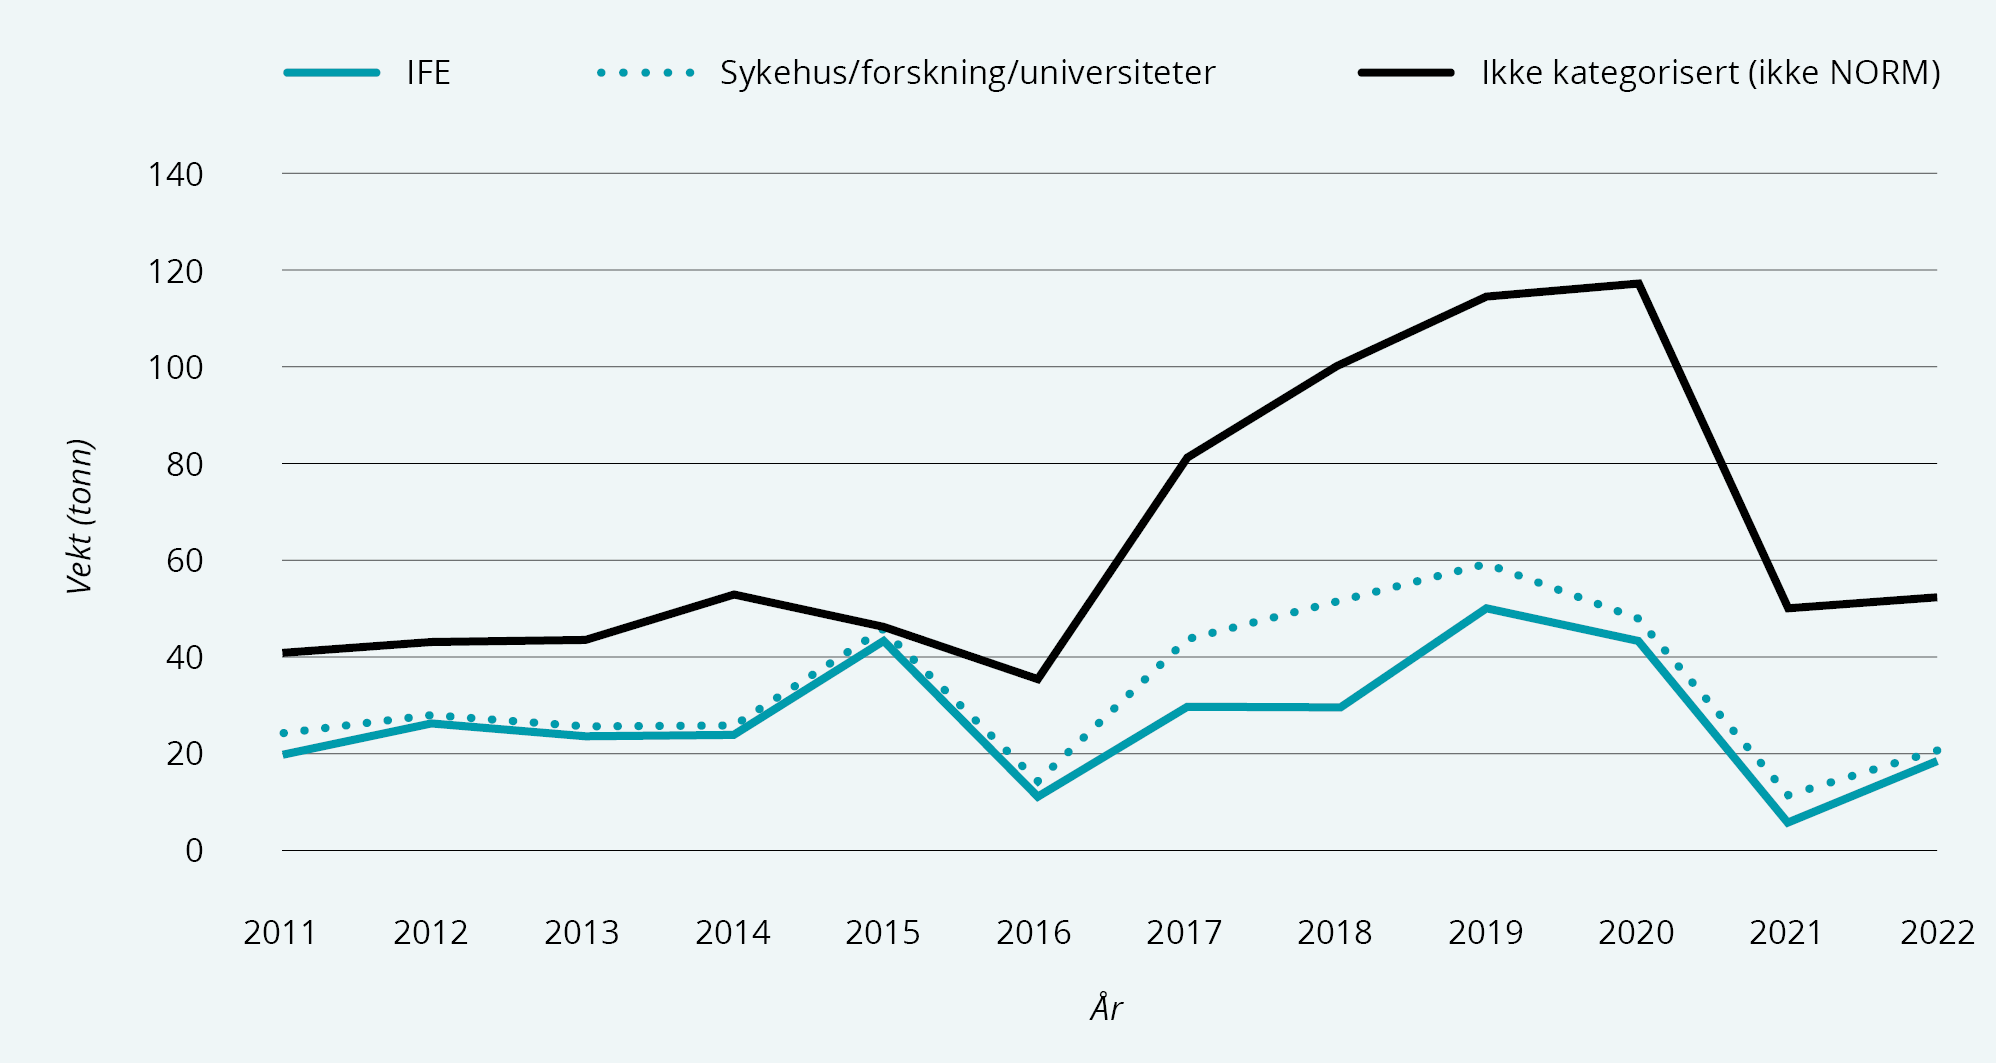 IFE
Sykehus/forskning/universiteter
Ikke kategorisert (ikke NORM)
140
120
100
80
60
40
20
0
Vekt (tonn)
2011 2012 2013 2014 2015 2016 2017 2018 2019 2020 2021 2022
År